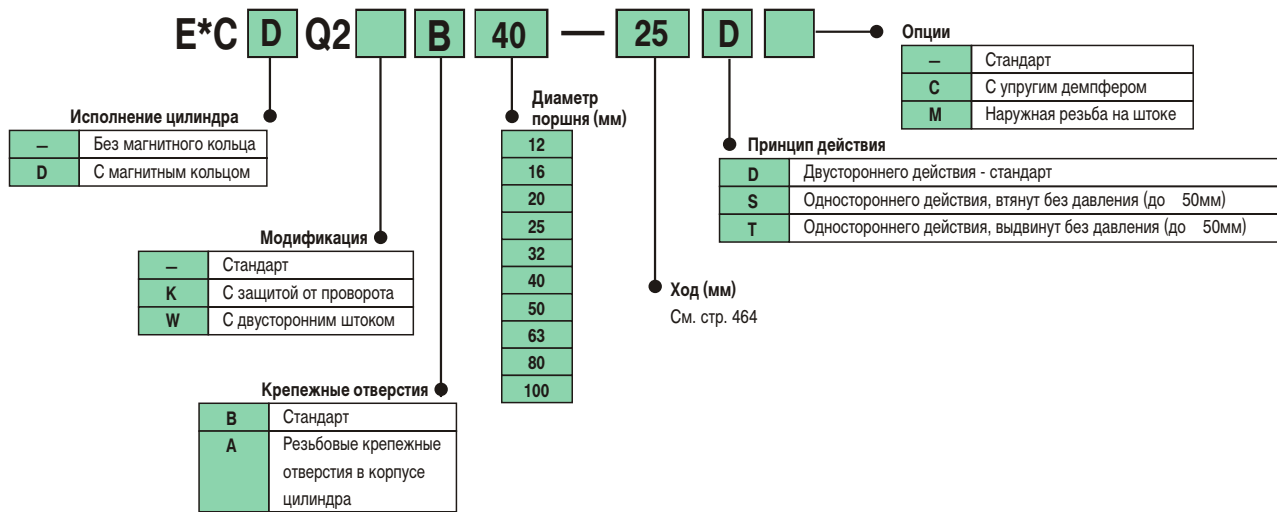 E*C D Q2 B 40 — 25 D
Опции
– Стандарт
C С упругим демпфером
M Наружная резьба на штоке
Исполнение цилиндра
– Без магнитного кольца
D С магнитным кольцом
Диаметр
поршня (мм)
12
16
20
25
32
40
50
63
80
100
Принцип действия
D Двустороннего действия - стандарт
S Одностороннего действия, втянут без давления (до 50мм)
T Одностороннего действия, выдвинут без давления (до 50мм)
Модификация
– Стандарт
K С защитой от проворота
W С двусторонним штоком
Ход (мм)
См. стр. 464
Крепежные отверстия
B Стандарт
A Резьбовые крепежные
отверстия в корпусе
цилиндра